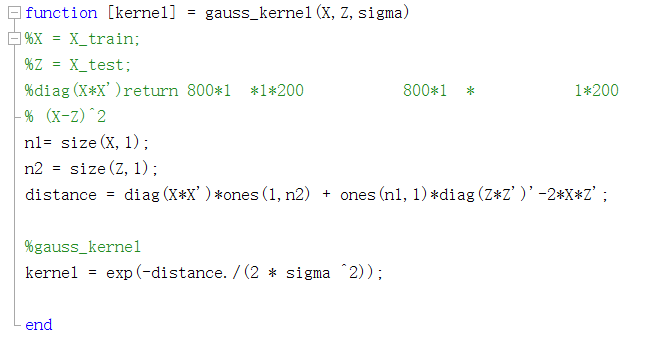 function [kernel] = gauss_kernel(X,Z,sigma)
%X = X_train;
%Z = X_test;
%diag(X*X')return 800*1  *1*200            800*1  *            1*200
% (X-Z)^2
n1= size(X,1);
n2 = size(Z,1);
distance = diag(X*X')*ones(1,n2) + ones(n1,1)*diag(Z*Z')'-2*X*Z';
%gauss_kernel
kernel = exp(-distance./(2 * sigma ^2));
end